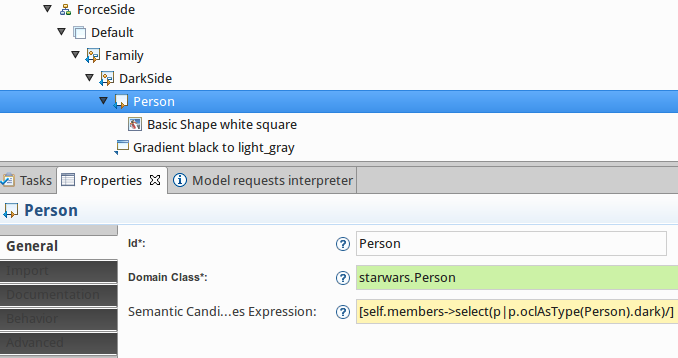 ForceSide
Default
Family
DarkSide
Person
Basic Shape white square
Gradient black to light_gray
Tasks Properties Model requests interpreter
Person
General
Import
Documentation
Behavior
Advanced
Id*: Person
Domain Class*: starwars.Person
Semantic Candi...es Expression: [self.members->select(p|p.oclAsType(Person).dark)/]